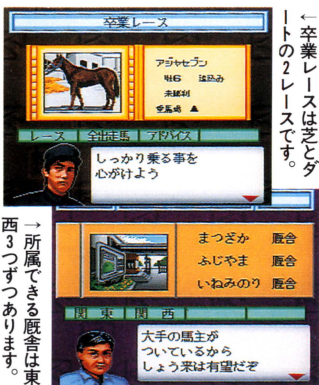 卒業レース
アジャセブン
牡6 追込み
未勝利
受馬場 ▲
レース 全出走馬 アドバイス
しっかり乗る事を
心がけよう
←卒業レースは芝とダ
ートの2レースです。
まつざか 厩舎
ふじやま 厩舎
いねみのり 厩舎
関東 関西
大手の馬主が
ついているから
しょう来は有望だぞ
→所属できる厩舎は東
西3つずつあります。